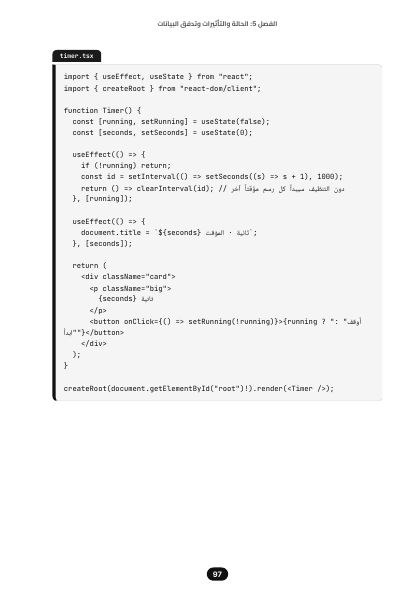 الفصل 5: الحالة والتأثيرات وتدفق البيانات
timer.tsx
import { useEffect, useState } from "react";
import { createRoot } from "react-dom/client";

function Timer() {
  const [running, setRunning] = useState(false);
  const [seconds, setSeconds] = useState(0);

  useEffect(() => {
    if (!running) return;
    const id = setInterval(() => setSeconds((s) => s + 1), 1000);
    return () => clearInterval(id); // دون التنظيف سيبدأ كل رسم مؤقتاً آخر
  }, [running]);

  useEffect(() => {
    document.title = `${seconds} ثانية · المؤقت`;
  }, [seconds]);

  return (
    <div className="card">
      <p className="big">
        {seconds} ثانية
      </p>
      <button onClick={() => setRunning(!running)}>{running ? "أوقف" : "
ابدأ"}</button>
    </div>
  );
}

createRoot(document.getElementById("root")!).render(<Timer />);
97